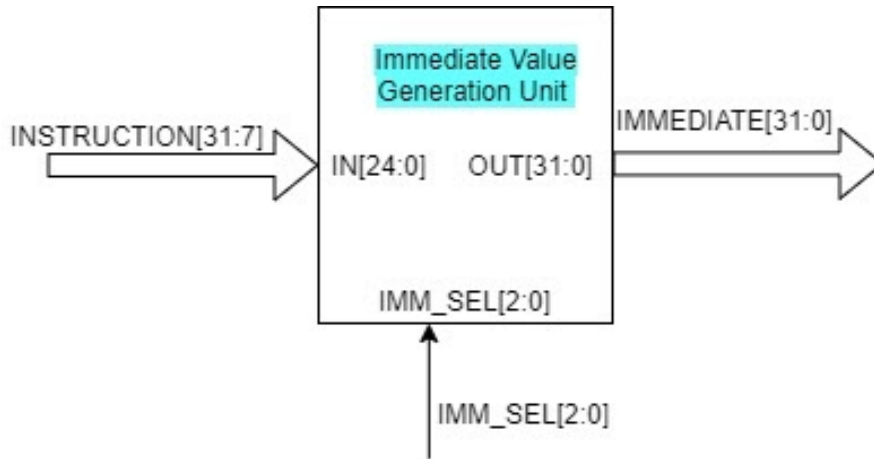 Immediate Value
Generation Unit
INSTRUCTION[31:7]
IMMEDIATE[31:0]
IN[24:0]
OUT[31:0]
IMM_SEL[2:0]
IMM_SEL[2:0]